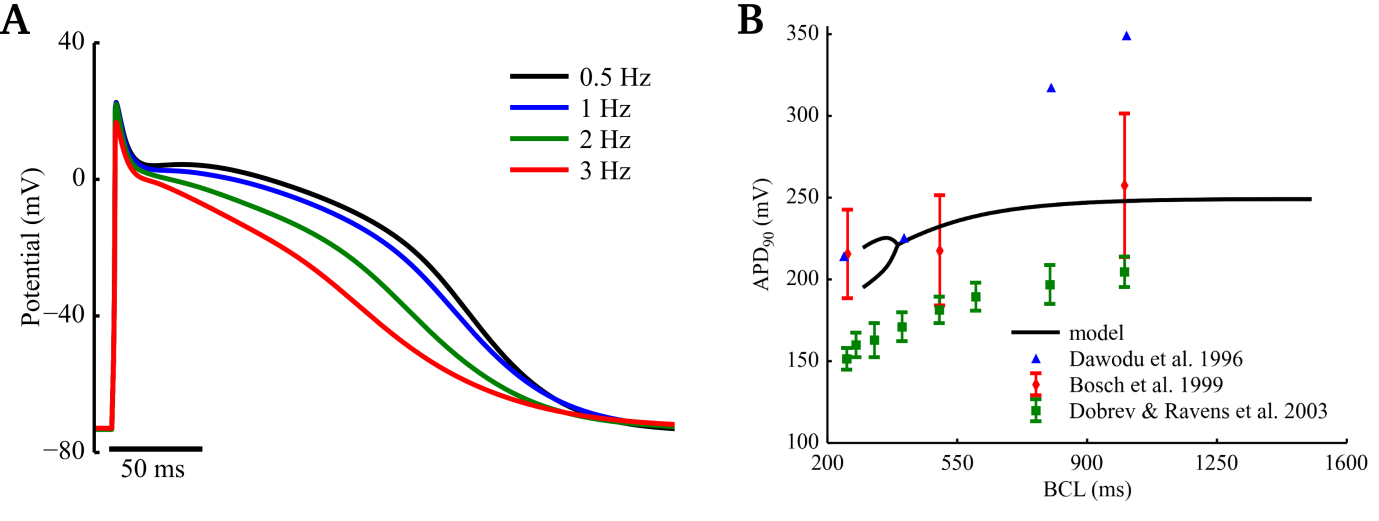 A
40
0
−40
−80
Potential (mV)
0.5 Hz
1 Hz
2 Hz
3 Hz
50 ms
B
350
300
250
200
150
100
APD90 (mV)
model
Dawodu et al. 1996
Bosch et al. 1999
Dobrev & Ravens et al. 2003
200 550 900 1250 1600
BCL (ms)